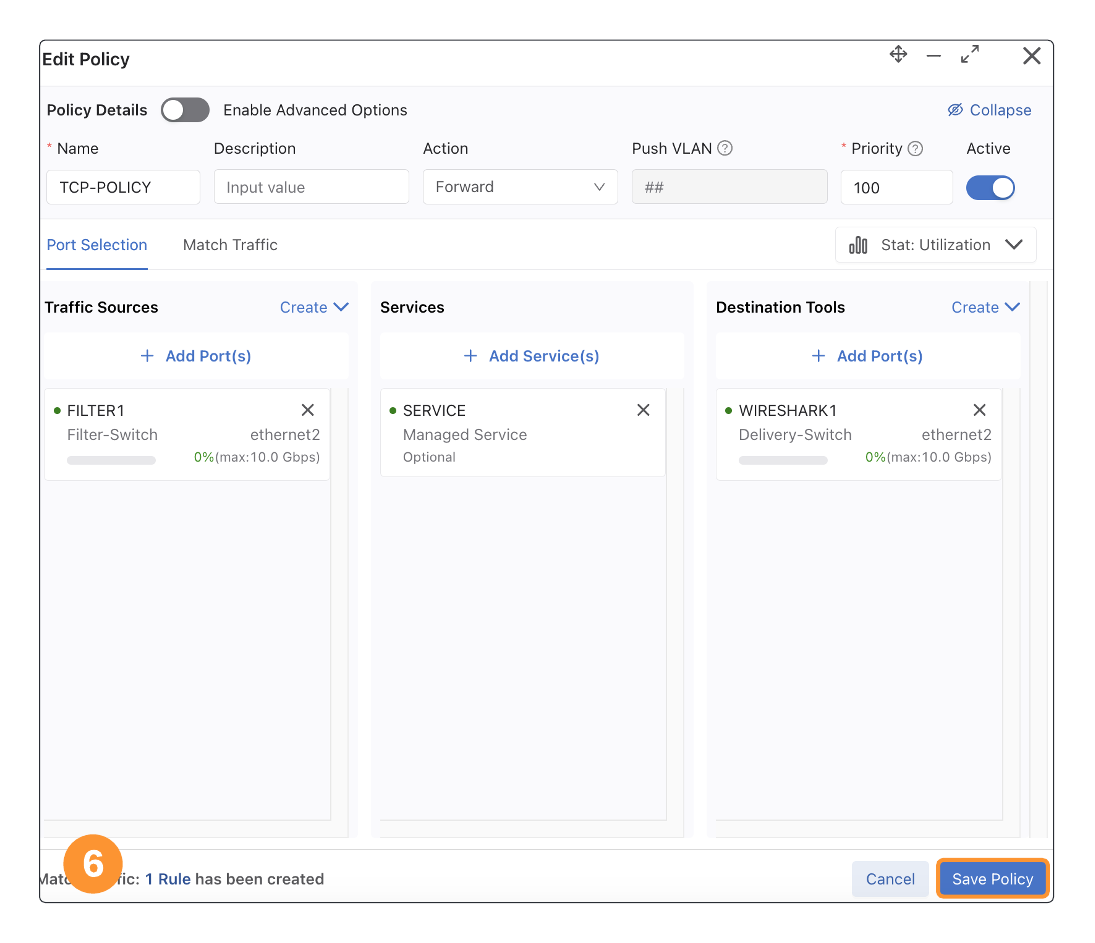 Edit Policy
Policy Details Enable Advanced Options Collapse
* Name Description Action Push VLAN ? * Priority ? Active
TCP-POLICY Input value Forward ## 100
Port Selection Match Traffic Stat: Utilization
Traffic Sources Create Services Destination Tools Create
+ Add Port(s) + Add Service(s) + Add Port(s)
FILTER1 SERVICE WIRESHARK1
Filter-Switch ethernet2 Managed Service Delivery-Switch ethernet2
0%(max:10.0 Gbps) Optional 0%(max:10.0 Gbps)
6
1 Rule has been created Cancel Save Policy